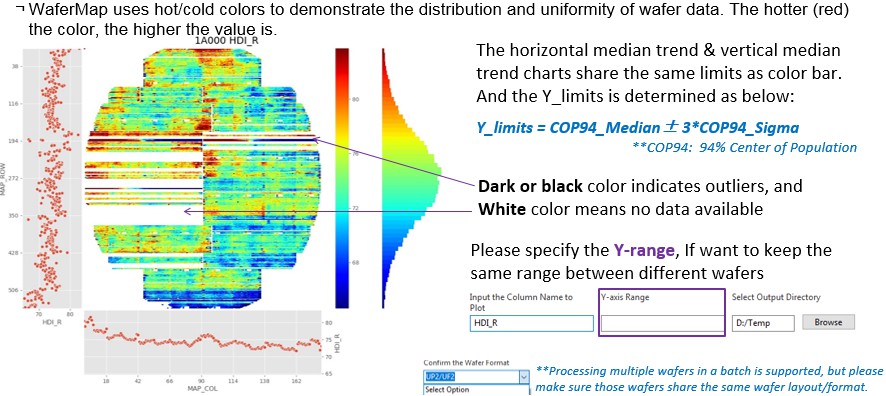 ¬ WaferMap uses hot/cold colors to demonstrate the distribution and uniformity of wafer data. The hotter (red)
the color, the higher the value is.
1A000 HDI_R
The horizontal median trend & vertical median
trend charts share the same limits as color bar.
And the Y_limits is determined as below:
Y_limits = COP94_Median ± 3*COP94_Sigma
**COP94: 94% Center of Population
Dark or black color indicates outliers, and
White color means no data available
Please specify the Y-range, If want to keep the
same range between different wafers
Input the Column Name to
Plot
Y-axis Range
Select Output Directory
HDI_R
D:/Temp
Browse
Confirm the Wafer Format
UP2/UF2
Select Option
**Processing multiple wafers in a batch is supported, but please
make sure those wafers share the same wafer layout/format.
MAP_ROW
38
116
194
272
350
428
506
70
80
HDI_R
80
72
68
80
75
70
65
HDI_R
18
42
66
90
114
138
162
MAP_COL